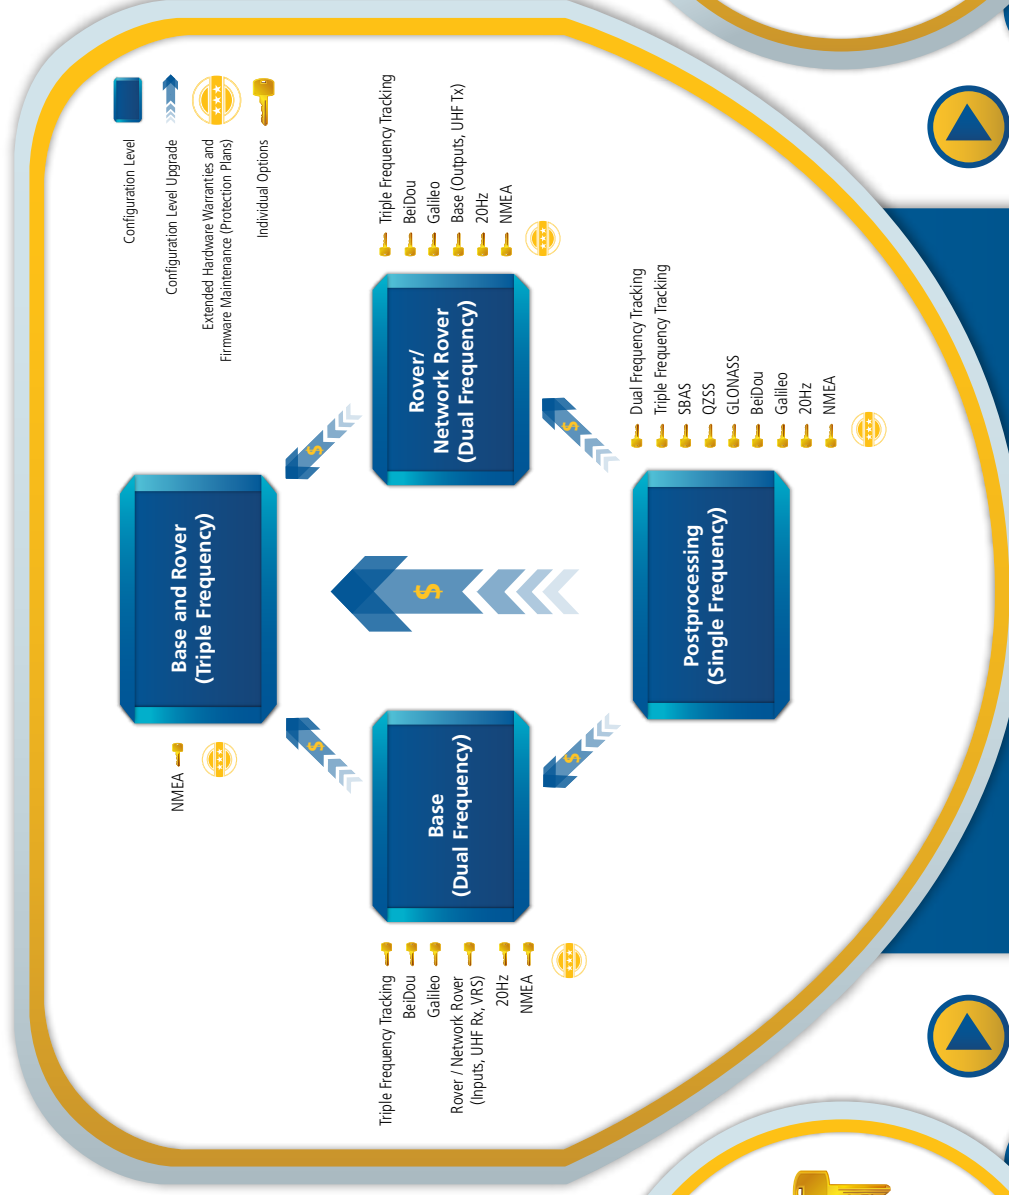 Configuration Level
Configuration Level Upgrade
Extended Hardware Warranties and
Firmware Maintenance (Protection Plans)
Individual Options
NMEA
Base and Rover
(Triple Frequency)
$
$
$
Triple Frequency Tracking
BeiDou
Galileo
Rover / Network Rover
(Inputs, UHF Rx, VRS)
20Hz
NMEA
Base
(Dual Frequency)
Rover/
Network Rover
(Dual Frequency)
Triple Frequency Tracking
BeiDou
Galileo
Base (Outputs, UHF Tx)
20Hz
NMEA
$
$
Postprocessing
(Single Frequency)
Dual Frequency Tracking
Triple Frequency Tracking
SBAS
QZSS
GLONASS
BeiDou
Galileo
20Hz
NMEA